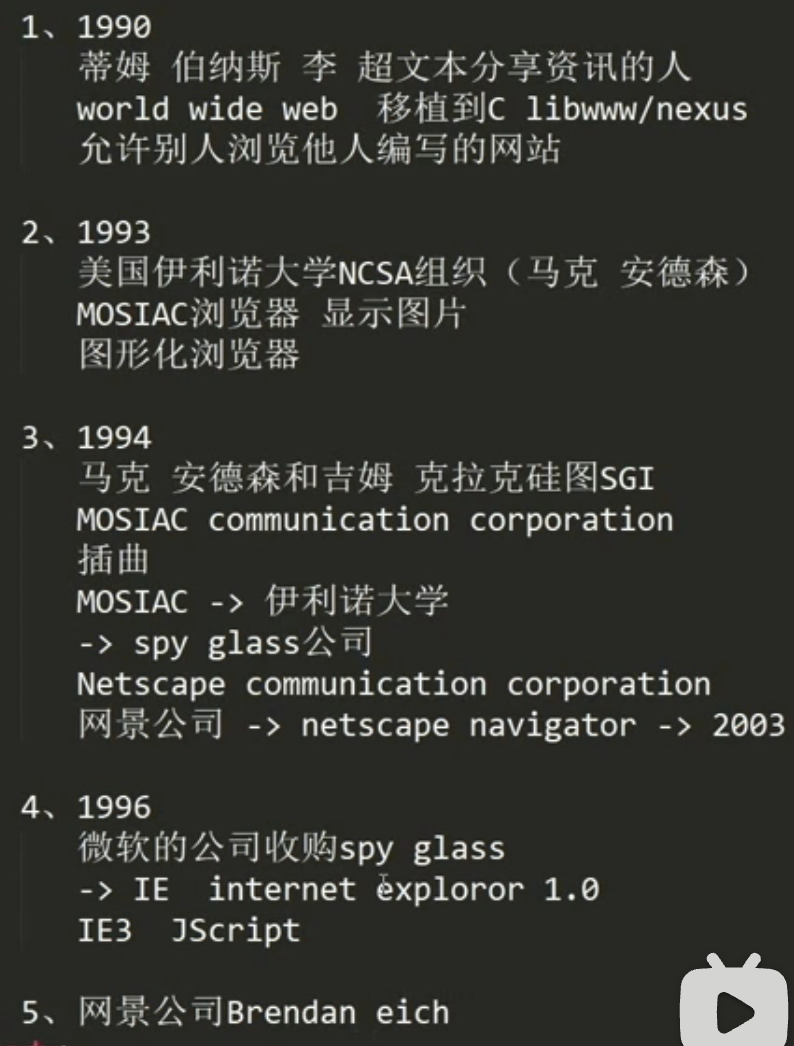 1、1990
蒂姆 伯纳斯 李 超文本分享资讯的人
world wide web  移植到C libwww/nexus
允许别人浏览他人编写的网站
2、1993
美国伊利诺大学NCSA组织（马克 安德森）
MOSIAC浏览器 显示图片
图形化浏览器
3、1994
马克 安德森和吉姆 克拉克硅图SGI
MOSIAC communication corporation
插曲
MOSIAC -> 伊利诺大学
-> spy glass公司
Netscape communication corporation
网景公司 -> netscape navigator -> 2003
4、1996
微软的公司收购spy glass
-> IE  internet exploror 1.0
IE3  JScript
5、网景公司Brendan eich